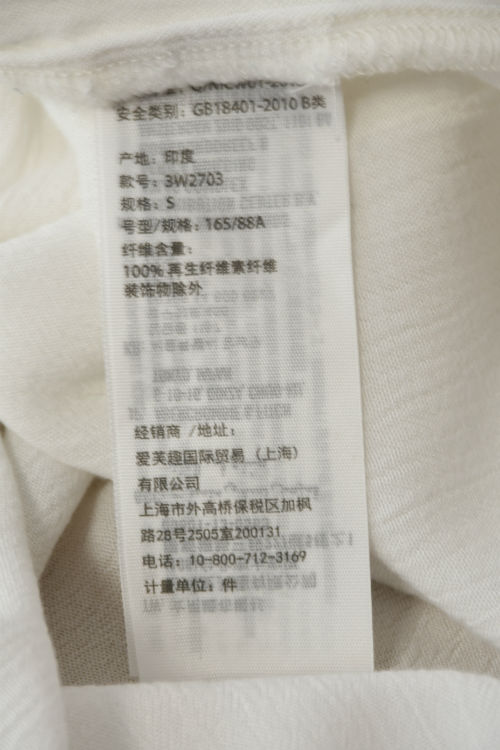 安全类别：GB18401-2010 B类
产地：印度
款号：3W2703
规格：S
号型/规格：165/88A
纤维含量：
100% 再生纤维素纤维
装饰物除外
经销商 /地址：
爱芙趣国际贸易（上海）
有限公司
上海市外高桥保税区加枫
路28号2505室200131
电话：10-800-712-3169
计量单位：件